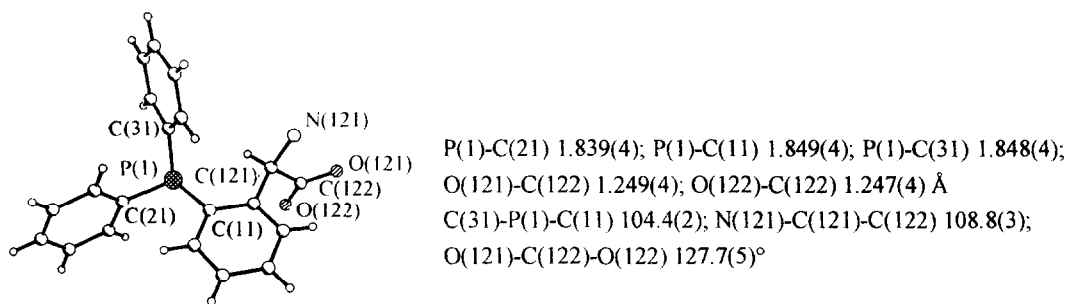 C(31)
N(121)
P(1)
C(121)
O(121)
C(122)
O(122)
C(21)
C(11)
P(1)-C(21) 1.839(4); P(1)-C(11) 1.849(4); P(1)-C(31) 1.848(4);
O(121)-C(122) 1.249(4); O(122)-C(122) 1.247(4) Å
C(31)-P(1)-C(11) 104.4(2); N(121)-C(121)-C(122) 108.8(3);
O(121)-C(122)-O(122) 127.7(5)°